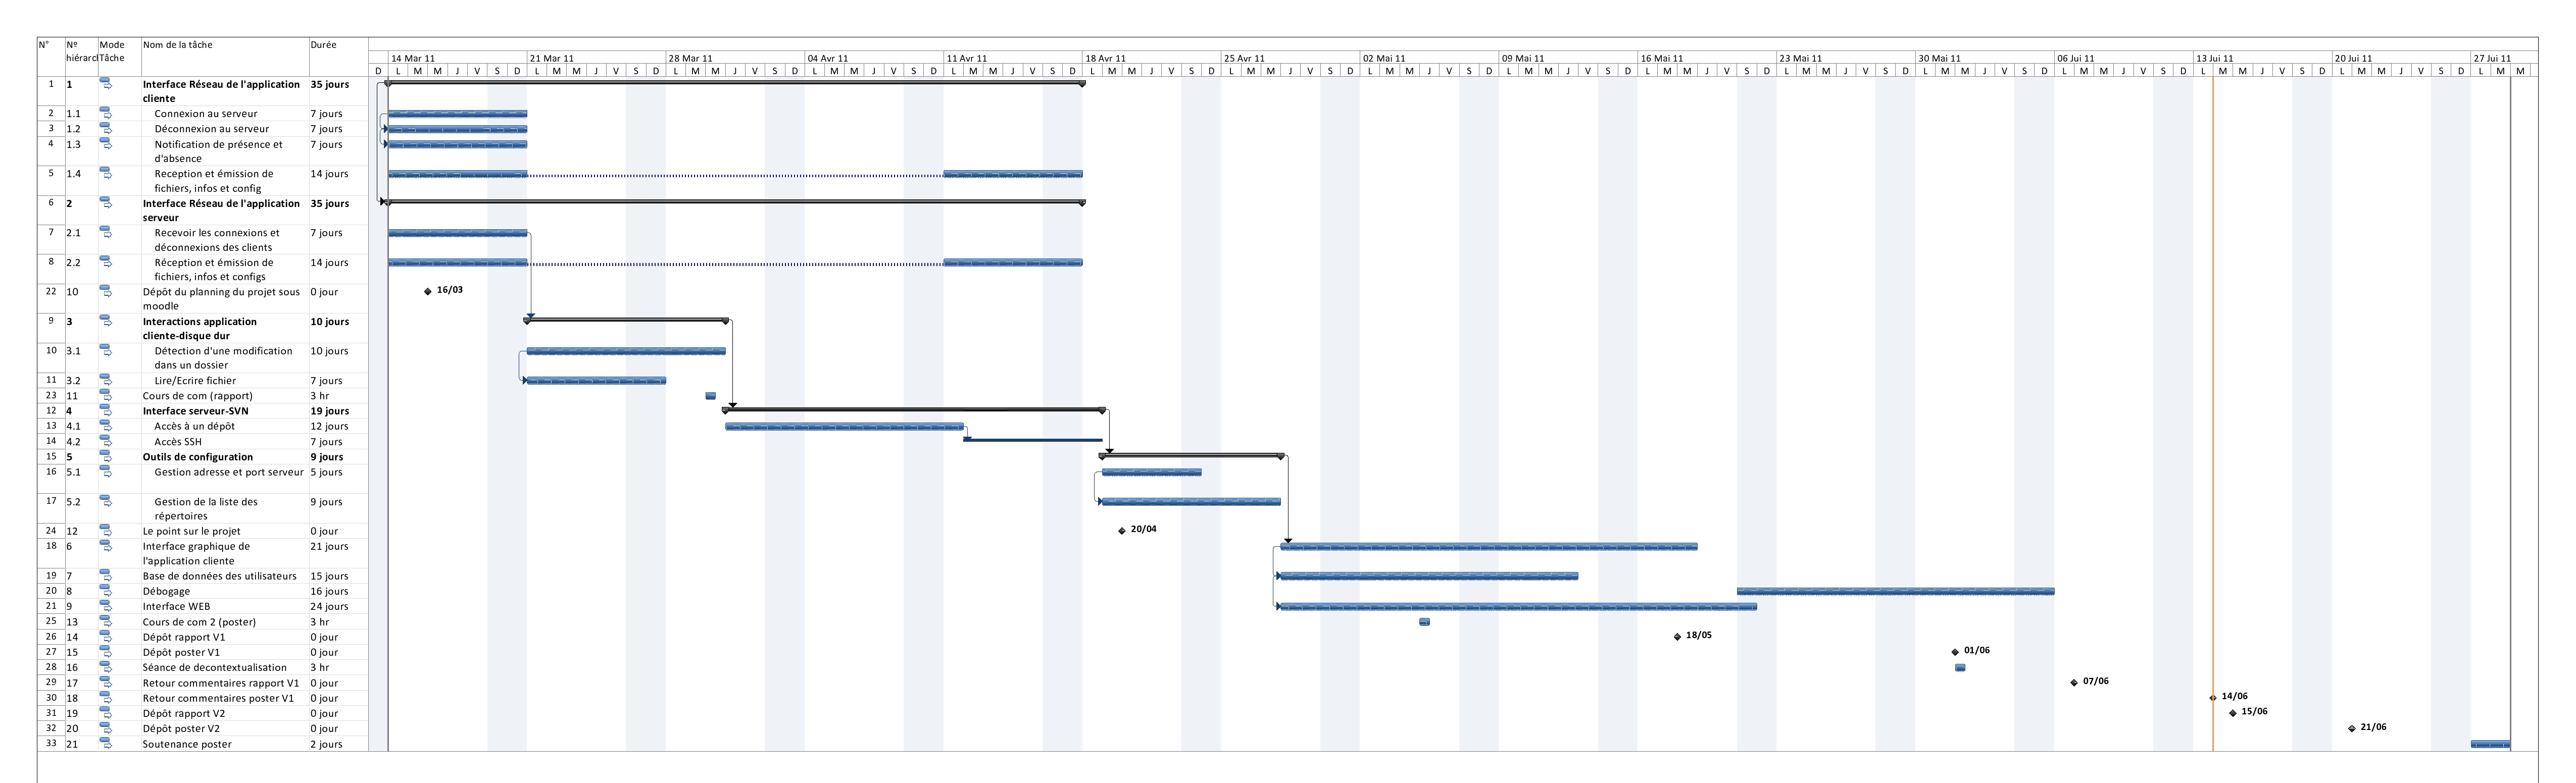 N° Nº Mode Nom de la tâche Durée
hiérarc Tâche
14 Mar 11 21 Mar 11 28 Mar 11 04 Avr 11 11 Avr 11 18 Avr 11 25 Avr 11 02 Mai 11 09 Mai 11 16 Mai 11 23 Mai 11 30 Mai 11 06 Jui 11 13 Jui 11 20 Jui 11 27 Jui 11
D L M M J V S D L M M J V S D L M M J V S D L M M J V S D L M M J V S D L M M J V S D L M M J V S D L M M J V S D L M M J V S D L M M J V S D L M M J V S D L M M J V S D L M M J V S D L M M J V S D L M M J V S D L M M
1 1 Interface Réseau de l'application 35 jours
cliente
2 1.1 Connexion au serveur 7 jours
3 1.2 Déconnexion au serveur 7 jours
4 1.3 Notification de présence et 7 jours
d'absence
5 1.4 Reception et émission de 14 jours
fichiers, infos et config
6 2 Interface Réseau de l'application 35 jours
serveur
7 2.1 Recevoir les connexions et 7 jours
déconnexions des clients
8 2.2 Réception et émission de 14 jours
fichiers, infos et configs
22 10 Dépôt du planning du projet sous 0 jour 16/03
moodle
9 3 Interactions application 10 jours
cliente-disque dur
10 3.1 Détection d'une modification 10 jours
dans un dossier
11 3.2 Lire/Ecrire fichier 7 jours
23 11 Cours de com (rapport) 3 hr
12 4 Interface serveur-SVN 19 jours
13 4.1 Accès à un dépôt 12 jours
14 4.2 Accès SSH 7 jours
15 5 Outils de configuration 9 jours
16 5.1 Gestion adresse et port serveur 5 jours
17 5.2 Gestion de la liste des 9 jours
répertoires
24 12 Le point sur le projet 0 jour 20/04
18 6 Interface graphique de 21 jours
l'application cliente
19 7 Base de données des utilisateurs 15 jours
20 8 Débogage 16 jours
21 9 Interface WEB 24 jours
25 13 Cours de com 2 (poster) 3 hr
26 14 Dépôt rapport V1 0 jour 18/05
27 15 Dépôt poster V1 0 jour 01/06
28 16 Séance de decontextualisation 3 hr
29 17 Retour commentaires rapport V1 0 jour 07/06
30 18 Retour commentaires poster V1 0 jour 14/06
31 19 Dépôt rapport V2 0 jour 15/06
32 20 Dépôt poster V2 0 jour 21/06
33 21 Soutenance poster 2 jours